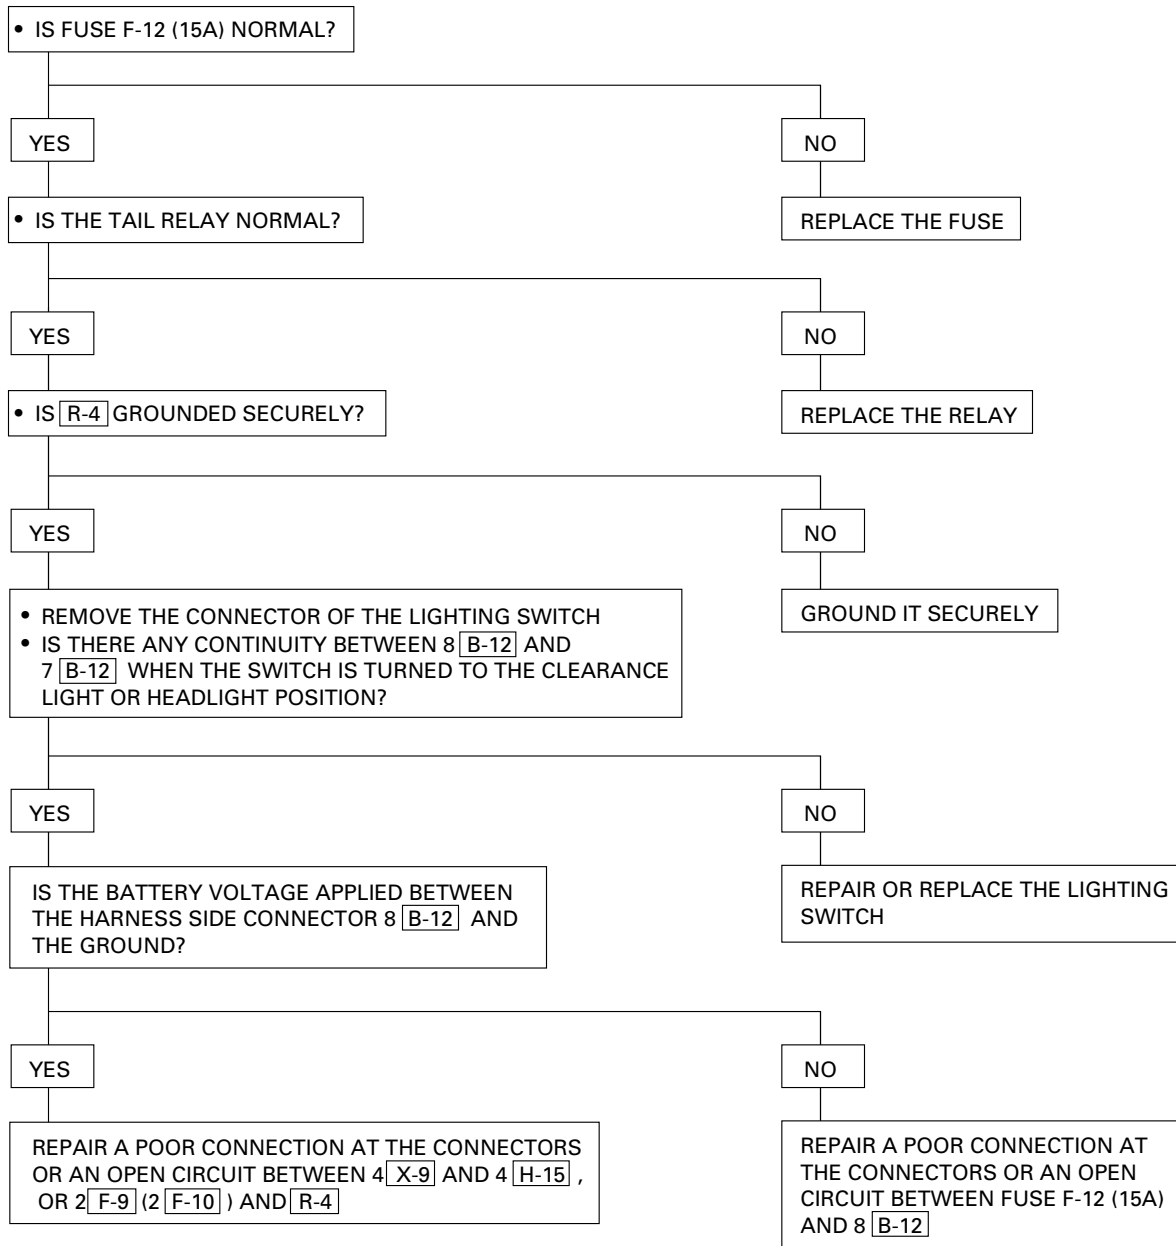 • IS FUSE F-12 (15A) NORMAL?
YES
NO
• IS THE TAIL RELAY NORMAL?
REPLACE THE FUSE
YES
NO
• IS R-4 GROUNDED SECURELY?
REPLACE THE RELAY
YES
NO
• REMOVE THE CONNECTOR OF THE LIGHTING SWITCH
• IS THERE ANY CONTINUITY BETWEEN 8 B-12 AND
7 B-12 WHEN THE SWITCH IS TURNED TO THE CLEARANCE
LIGHT OR HEADLIGHT POSITION?
GROUND IT SECURELY
YES
NO
IS THE BATTERY VOLTAGE APPLIED BETWEEN
THE HARNESS SIDE CONNECTOR 8 B-12 AND
THE GROUND?
REPAIR OR REPLACE THE LIGHTING
SWITCH
YES
NO
REPAIR A POOR CONNECTION AT THE CONNECTORS
OR AN OPEN CIRCUIT BETWEEN 4 X-9 AND 4 H-15 ,
OR 2 F-9 (2 F-10 ) AND R-4
REPAIR A POOR CONNECTION AT
THE CONNECTORS OR AN OPEN
CIRCUIT BETWEEN FUSE F-12 (15A)
AND 8 B-12